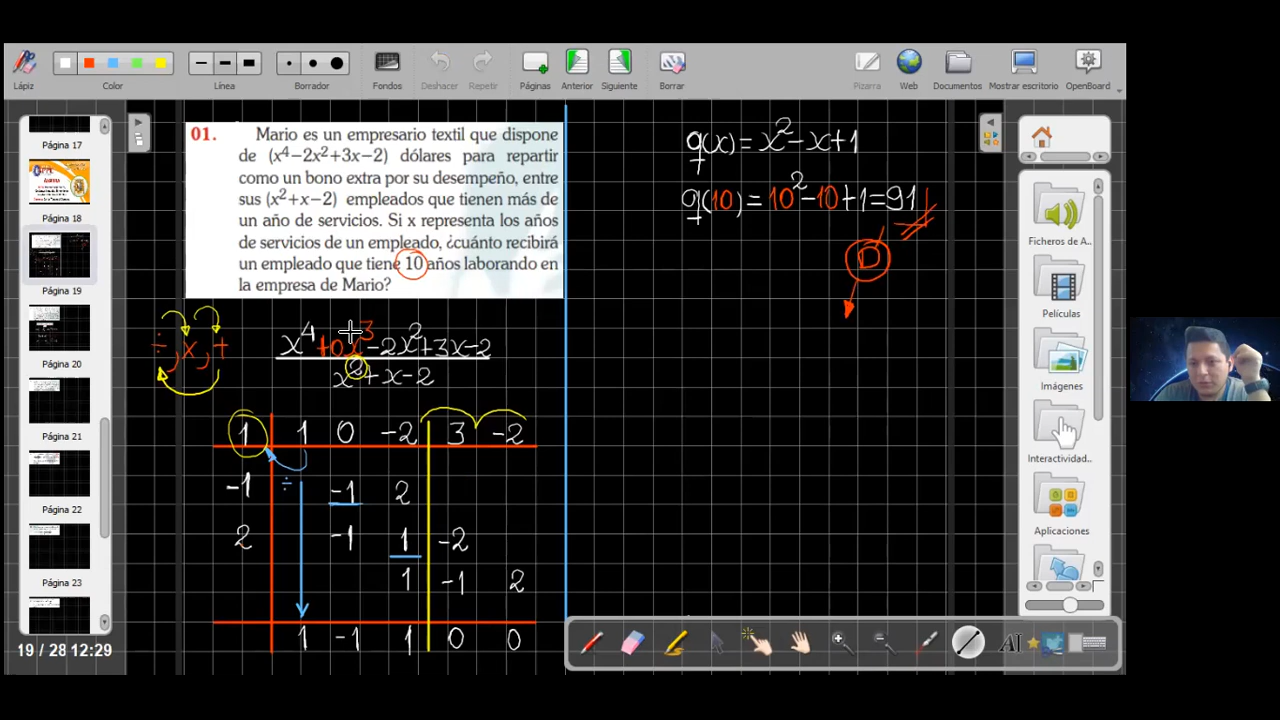 Lápiz
Color
Línea
Borrador
Fondos
Deshacer
Repetir
Páginas
Anterior
Siguiente
Borrar
Pizarra
Web
Documentos
Mostrar escritorio
OpenBoard
Página 17
Página 18
Página 19
Página 20
Página 21
Página 22
Página 23
19 / 28 12:29
01. Mario es un empresario textil que dispone
de (x⁴−2x²+3x−2) dólares para repartir
como un bono extra por su desempeño, entre
sus (x²+x−2) empleados que tienen más de
un año de servicios. Si x representa los años
de servicios de un empleado, ¿cuánto recibirá
un empleado que tiene 10 años laborando en
la empresa de Mario?
÷, x, +
x⁴+0x³−2x²+3x−2
x²+x−2
1 1 0 −2 3 −2
−1 ÷ −1 2
2 −1 1 −2
1 −1 2
1 −1 1 0 0
q(x)=x²−x+1
q(10)=10²−10+1=91
D
Ficheros de A...
Películas
Imágenes
Interactividad...
Aplicaciones
AI